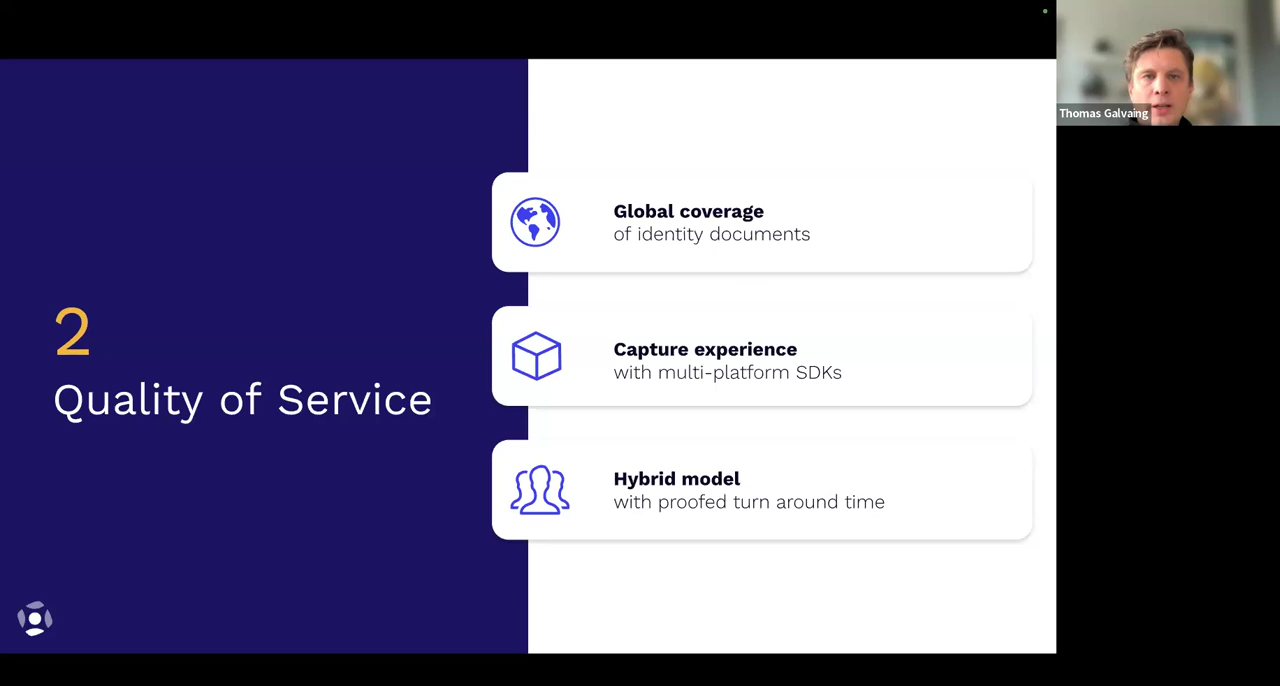 Thomas Galvaing
2
Quality of Service
Global coverage
of identity documents
Capture experience
with multi-platform SDKs
Hybrid model
with proofed turn around time